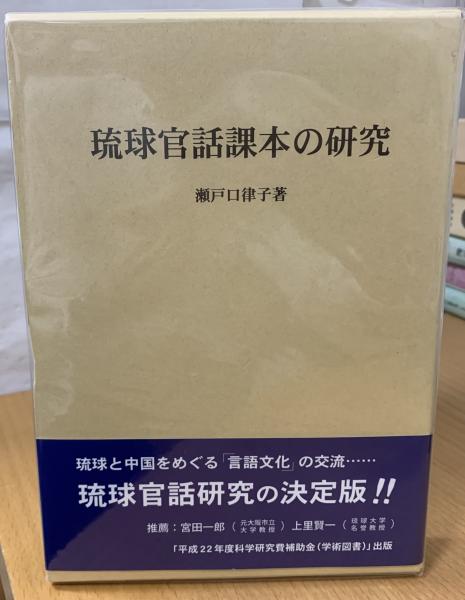 琉球官話課本の研究
瀬戸口律子著
琉球と中国をめぐる「言語文化」の交流……
琉球官話研究の決定版!!
推薦：宮田一郎（元大阪市立大学教授）上里賢一（琉球大学名誉教授）
「平成22年度科学研究費補助金（学術図書）」出版